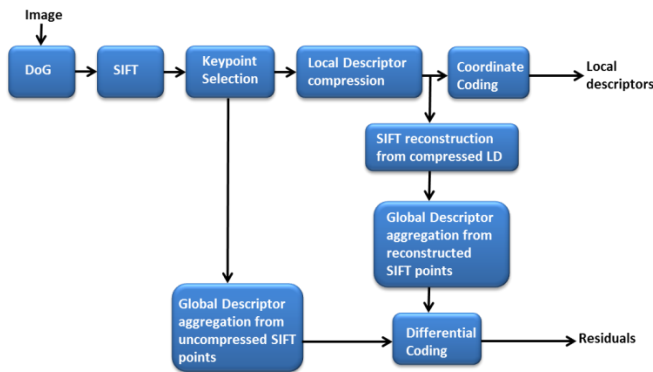 Image
DoG
SIFT
Keypoint
Selection
Local Descriptor
compression
Coordinate
Coding
Local
descriptors
SIFT reconstruction
from compressed LD
Global Descriptor
aggregation from
reconstructed
SIFT points
Global Descriptor
aggregation from
uncompressed SIFT
points
Differential
Coding
Residuals